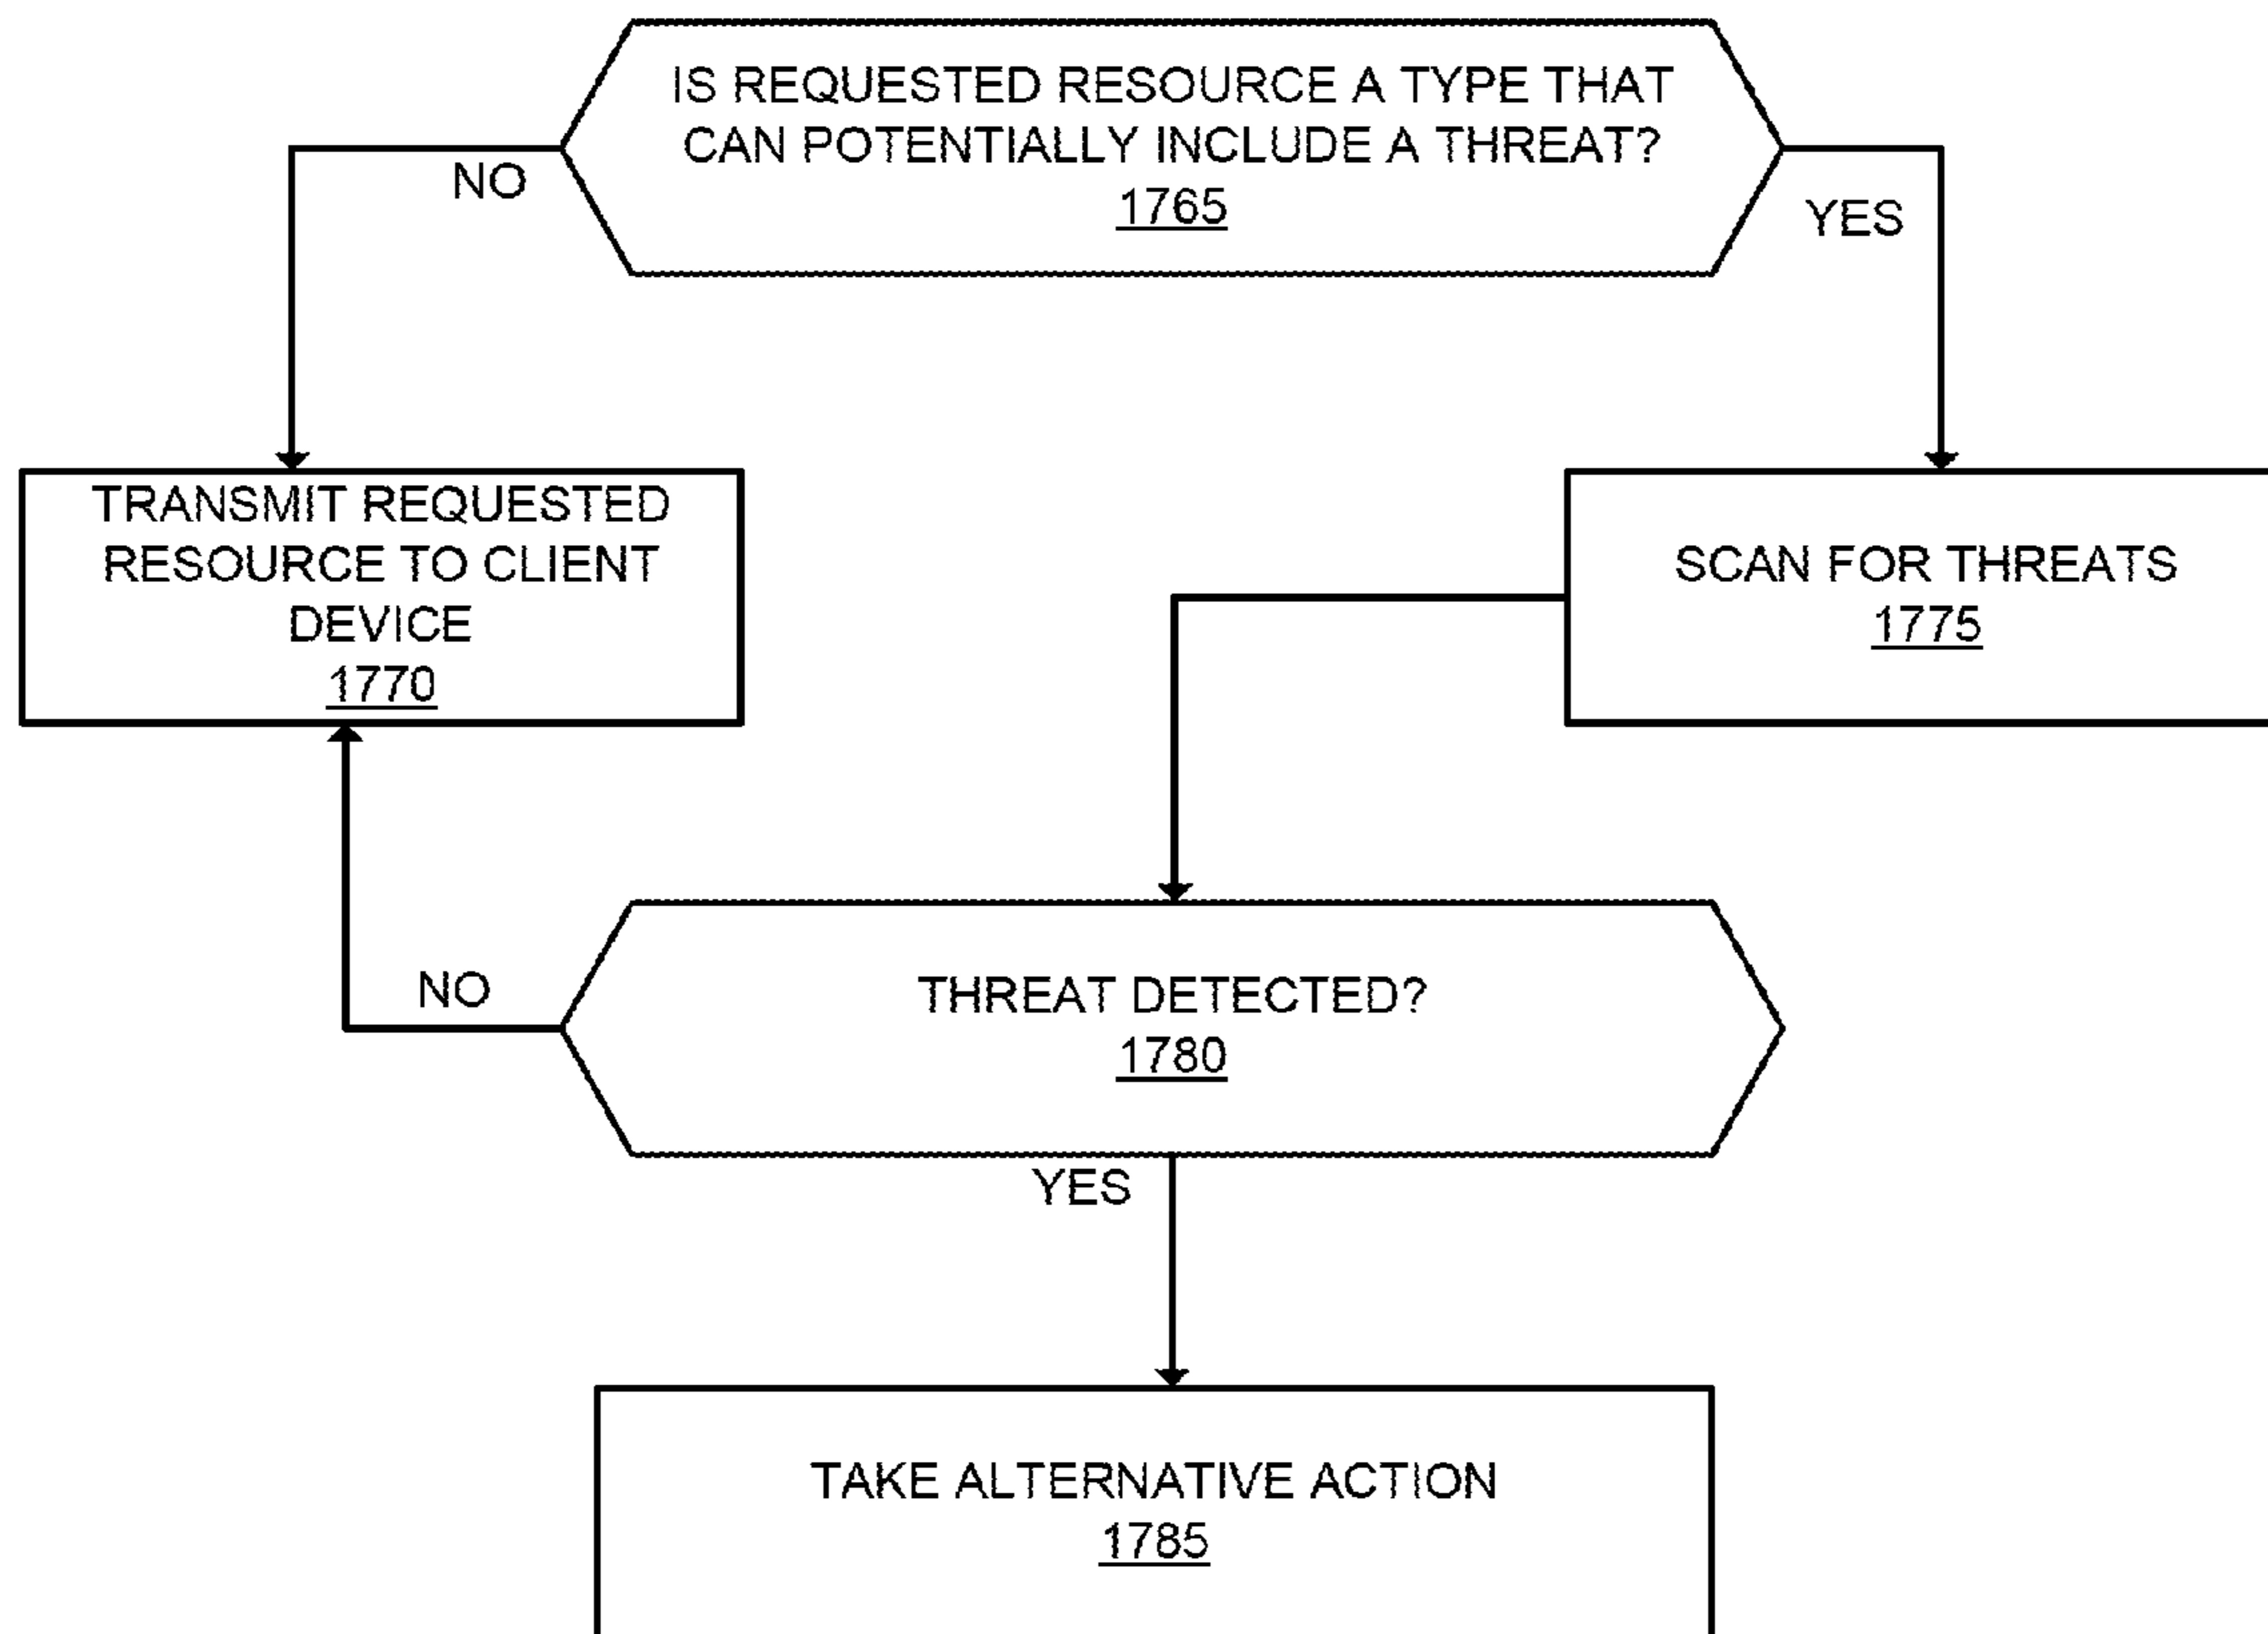 IS REQUESTED RESOURCE A TYPE THAT
CAN POTENTIALLY INCLUDE A THREAT?
1765
NO
YES
TRANSMIT REQUESTED
RESOURCE TO CLIENT
DEVICE
1770
SCAN FOR THREATS
1775
NO
THREAT DETECTED?
1780
YES
TAKE ALTERNATIVE ACTION
1785